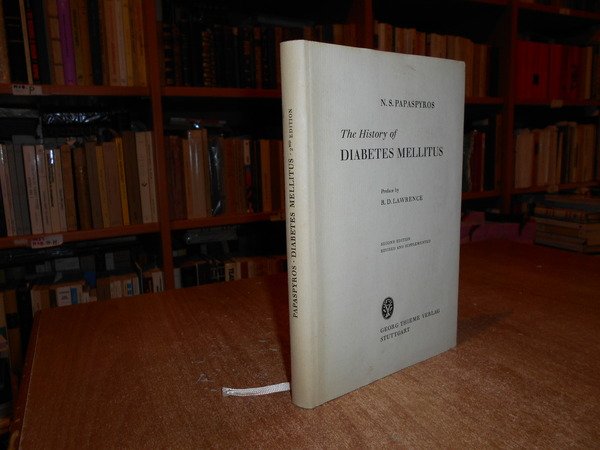 N. S. PAPASPYROS
The History of
DIABETES MELLITUS
Preface by
R. D. LAWRENCE
SECOND EDITION
REVISED AND SUPPLEMENTED
GEORG THIEME VERLAG
STUTTGART
PAPASPYROS · DIABETES MELLITUS 2ND EDITION